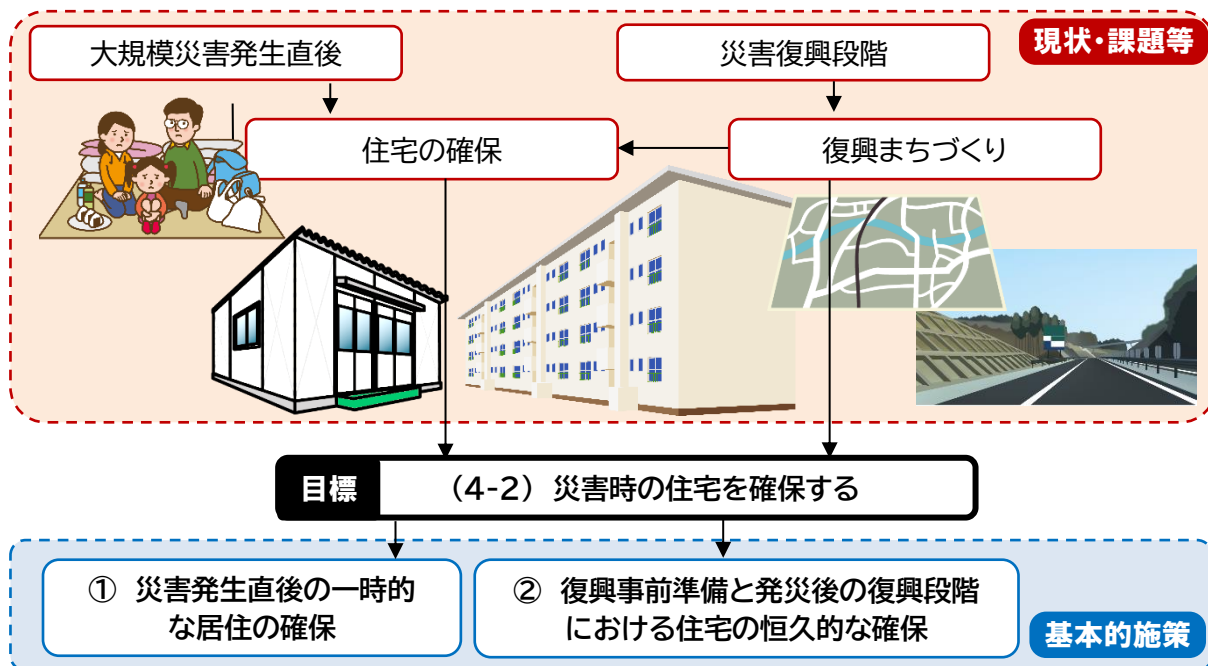 現状・課題等
大規模災害発生直後
災害復興段階
住宅の確保
復興まちづくり
目標
（4-2） 災害時の住宅を確保する
① 災害発生直後の一時的
な居住の確保
② 復興事前準備と発災後の復興段階
における住宅の恒久的な確保
基本的施策